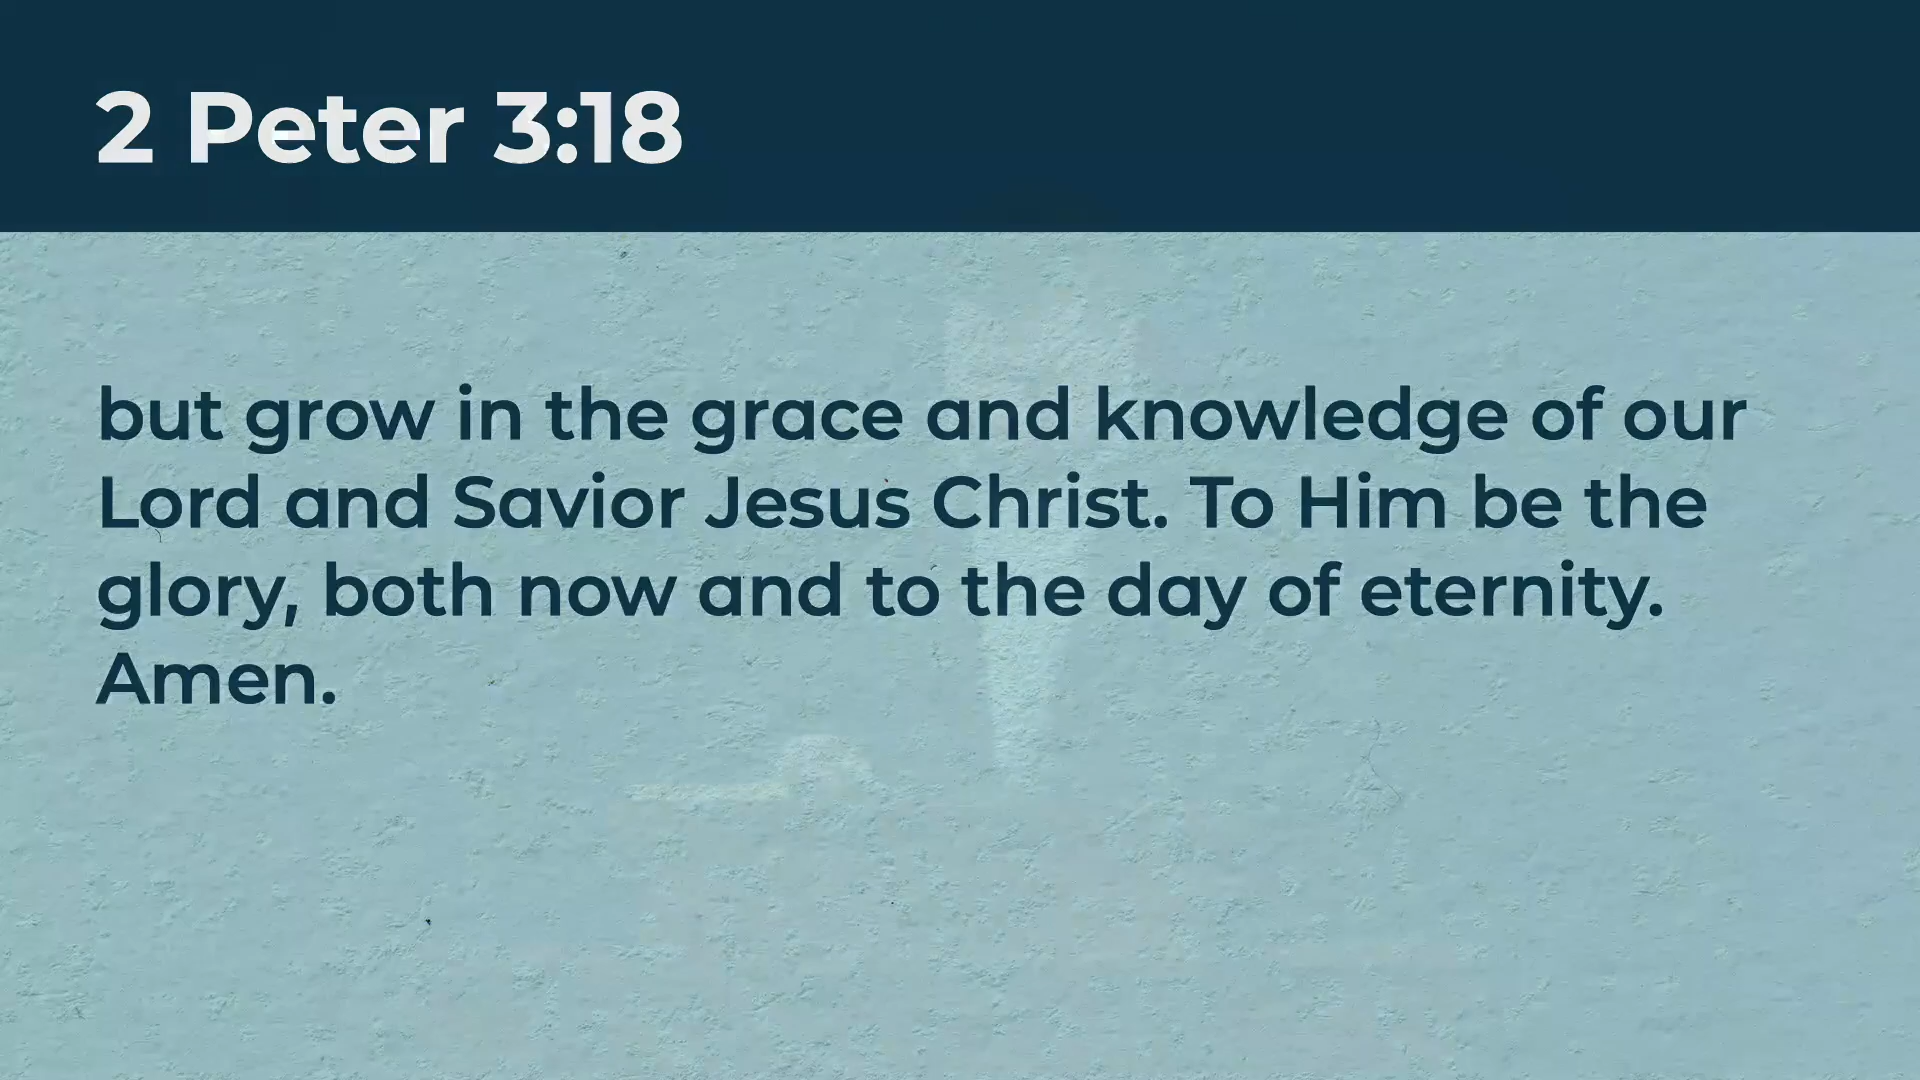 2 Peter 3:18
but grow in the grace and knowledge of our
Lord and Savior Jesus Christ. To Him be the
glory, both now and to the day of eternity.
Amen.